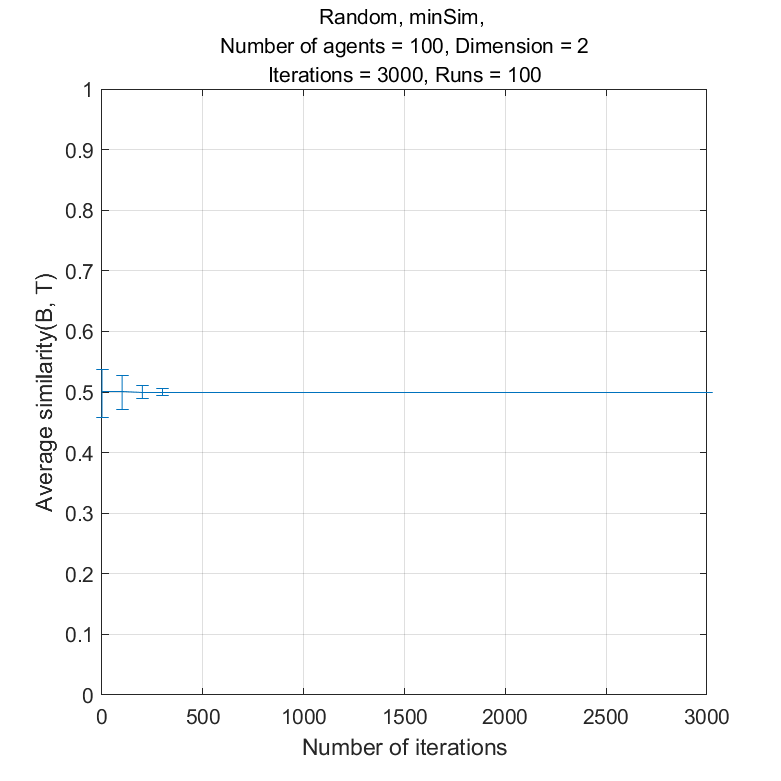 Random, minSim,
Number of agents = 100, Dimension = 2
Iterations = 3000, Runs = 100
1
0.9
0.8
0.7
0.6
0.5
0.4
0.3
0.2
0.1
0
Average similarity(B, T)
0 500 1000 1500 2000 2500 3000
Number of iterations